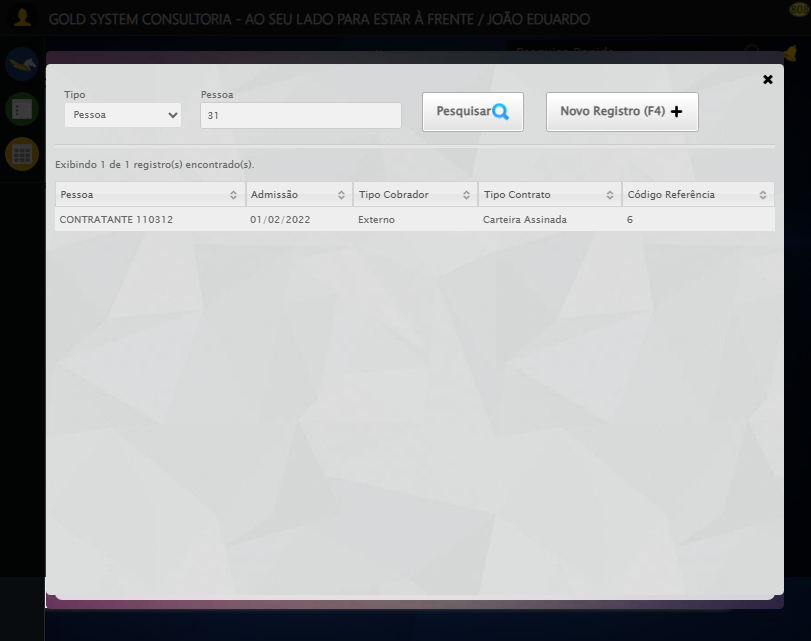 GOLD SYSTEM CONSULTORIA - AO SEU LADO PARA ESTAR À FRENTE / JOÃO EDUARDO
Pesquisa Rapida
Tipo
Pessoa
Pessoa
31
Pesquisar
Novo Registro (F4)
Exibindo 1 de 1 registro(s) encontrado(s).
Pessoa Admissão Tipo Cobrador Tipo Contrato Código Referência
CONTRATANTE 110312 01/02/2022 Externo Carteira Assinada 6